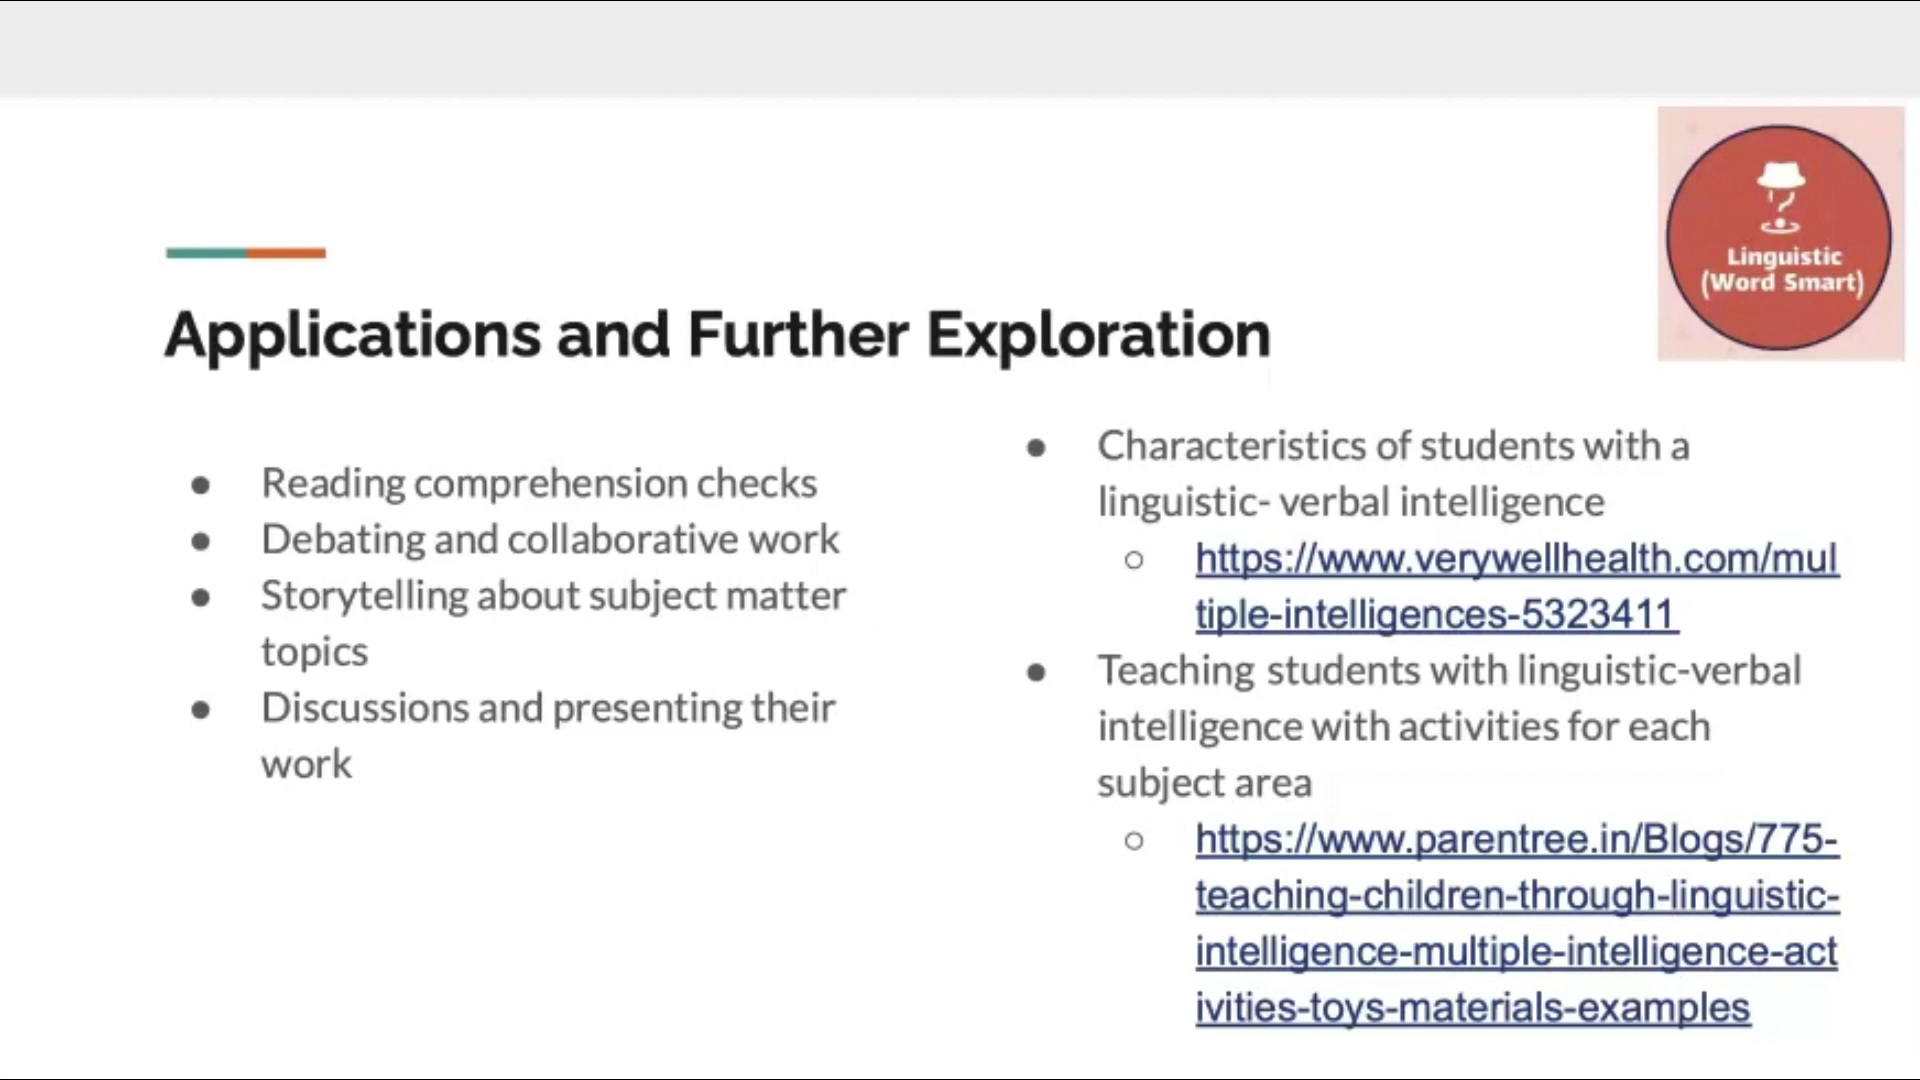 Linguistic
(Word Smart)
Applications and Further Exploration
● Reading comprehension checks
● Debating and collaborative work
● Storytelling about subject matter
topics
● Discussions and presenting their
work
● Characteristics of students with a
linguistic- verbal intelligence
○ https://www.verywellhealth.com/mul
tiple-intelligences-5323411
● Teaching students with linguistic-verbal
intelligence with activities for each
subject area
○ https://www.parentree.in/Blogs/775-
teaching-children-through-linguistic-
intelligence-multiple-intelligence-act
ivities-toys-materials-examples